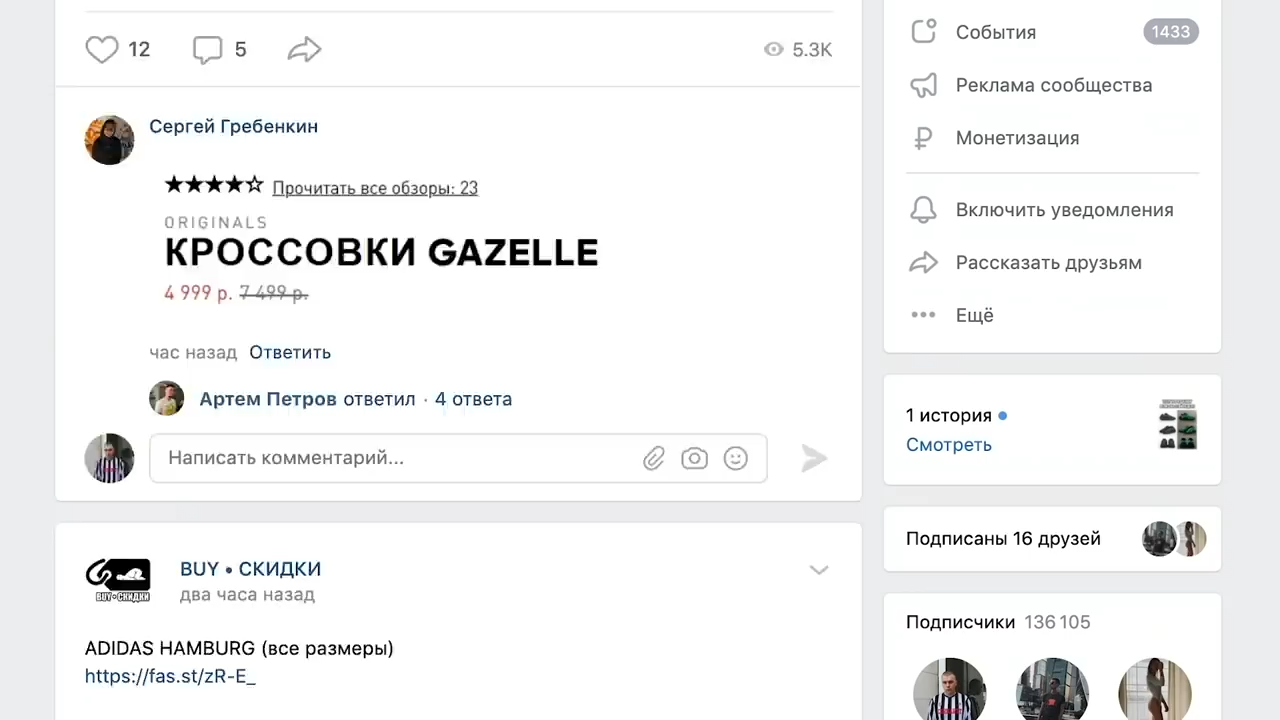 12
5
5.3K
Сергей Гребенкин
Прочитать все обзоры: 23
ORIGINALS
КРОССОВКИ GAZELLE
4 999 р. 7 499 р.
час назад Ответить
Артем Петров ответил · 4 ответа
Написать комментарий...
BUY • СКИДКИ
два часа назад
BUY•СКИДКИ
ADIDAS HAMBURG (все размеры)
https://fas.st/zR-E_
События 1433
Реклама сообщества
Монетизация
Включить уведомления
Рассказать друзьям
Ещё
1 история
Смотреть
Подписаны 16 друзей
Подписчики 136 105